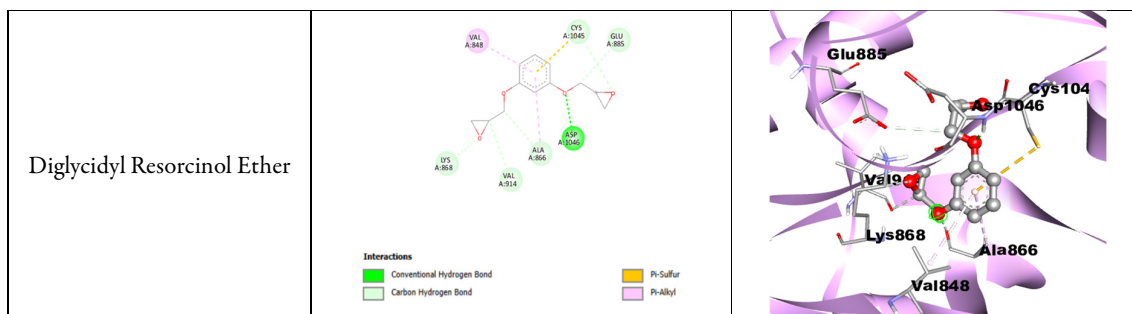 Diglycidyl Resorcinol Ether
VAL
A:848
CYS
A:1045
GLU
A:885
O
O
O
O
ASP
A:1046
LYS
A:868
VAL
A:914
ALA
A:866
Interactions
Conventional Hydrogen Bond
Carbon Hydrogen Bond
Pi-Sulfur
Pi-Alkyl
Glu885
Cys104
Asp1046
Val9
Lys868
Ala866
Val848